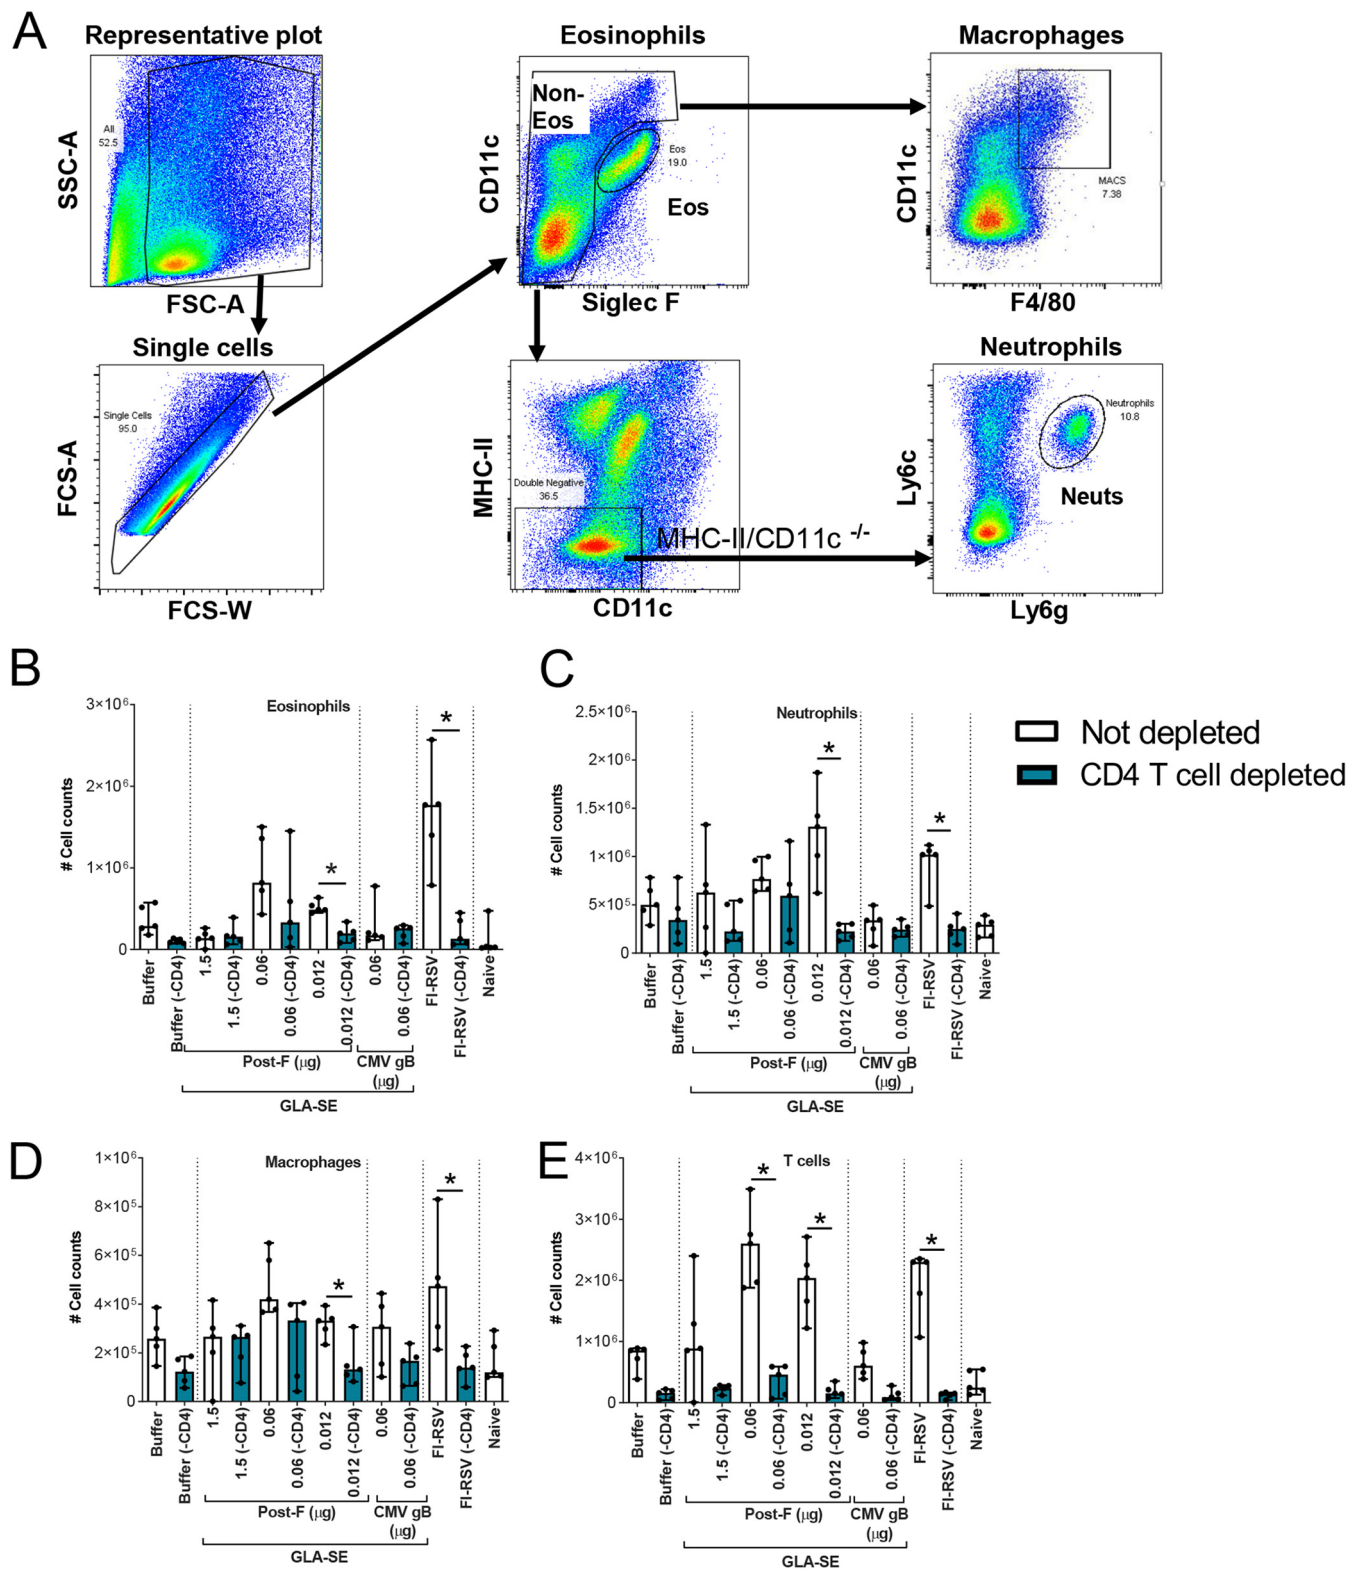 A
Representative plot
SSC-A
All
52.5
FSC-A
Single cells
FCS-A
Single Cells
95.0
FCS-W
Eosinophils
CD11c
Non-
Eos
Eos
19.0
Eos
Siglec F
MHC-II
Double Negative
36.5
MHC-II/CD11c -/-
CD11c
Macrophages
CD11c
MACS
7.38
F4/80
Neutrophils
Ly6c
Neutrophils
10.8
Neuts
Ly6g
B
Eosinophils
# Cell counts
3×10⁶
2×10⁶
1×10⁶
0
*
*
Buffer
Buffer (-CD4)
1.5
1.5 (-CD4)
0.06
0.06 (-CD4)
0.012
0.012 (-CD4)
0.06
0.06 (-CD4)
FI-RSV
FI-RSV (-CD4)
Naive
Post-F (μg)
CMV gB
(μg)
GLA-SE
C
Neutrophils
# Cell counts
2.5×10⁶
2×10⁶
1.5×10⁶
1×10⁶
5×10⁵
0
*
*
Buffer
Buffer (-CD4)
1.5
1.5 (-CD4)
0.06
0.06 (-CD4)
0.012
0.012 (-CD4)
0.06
0.06 (-CD4)
FI-RSV
FI-RSV (-CD4)
Naive
Post-F (μg)
CMV gB
(μg)
GLA-SE
Not depleted
CD4 T cell depleted
D
Macrophages
# Cell counts
1×10⁶
8×10⁵
6×10⁵
4×10⁵
2×10⁵
0
*
*
Buffer
Buffer (-CD4)
1.5
1.5 (-CD4)
0.06
0.06 (-CD4)
0.012
0.012 (-CD4)
0.06
0.06 (-CD4)
FI-RSV
FI-RSV (-CD4)
Naive
Post-F (μg)
CMV gB
(μg)
GLA-SE
E
T cells
# Cell counts
4×10⁶
3×10⁶
2×10⁶
1×10⁶
0
*
*
*
Buffer
Buffer (-CD4)
1.5
1.5 (-CD4)
0.06
0.06 (-CD4)
0.012
0.012 (-CD4)
0.06
0.06 (-CD4)
FI-RSV
FI-RSV (-CD4)
Naive
Post-F (μg)
CMV gB
(μg)
GLA-SE